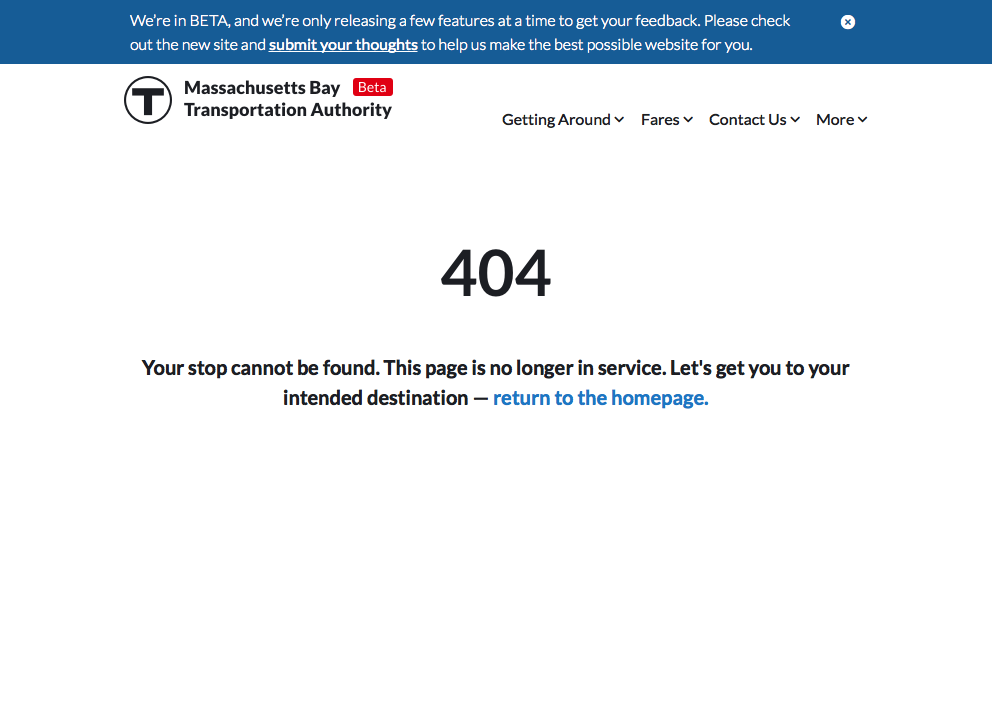 We're in BETA, and we're only releasing a few features at a time to get your feedback. Please check
out the new site and submit your thoughts to help us make the best possible website for you.
T
Massachusetts Bay Beta
Transportation Authority
Getting Around Fares Contact Us More
404
Your stop cannot be found. This page is no longer in service. Let's get you to your
intended destination — return to the homepage.